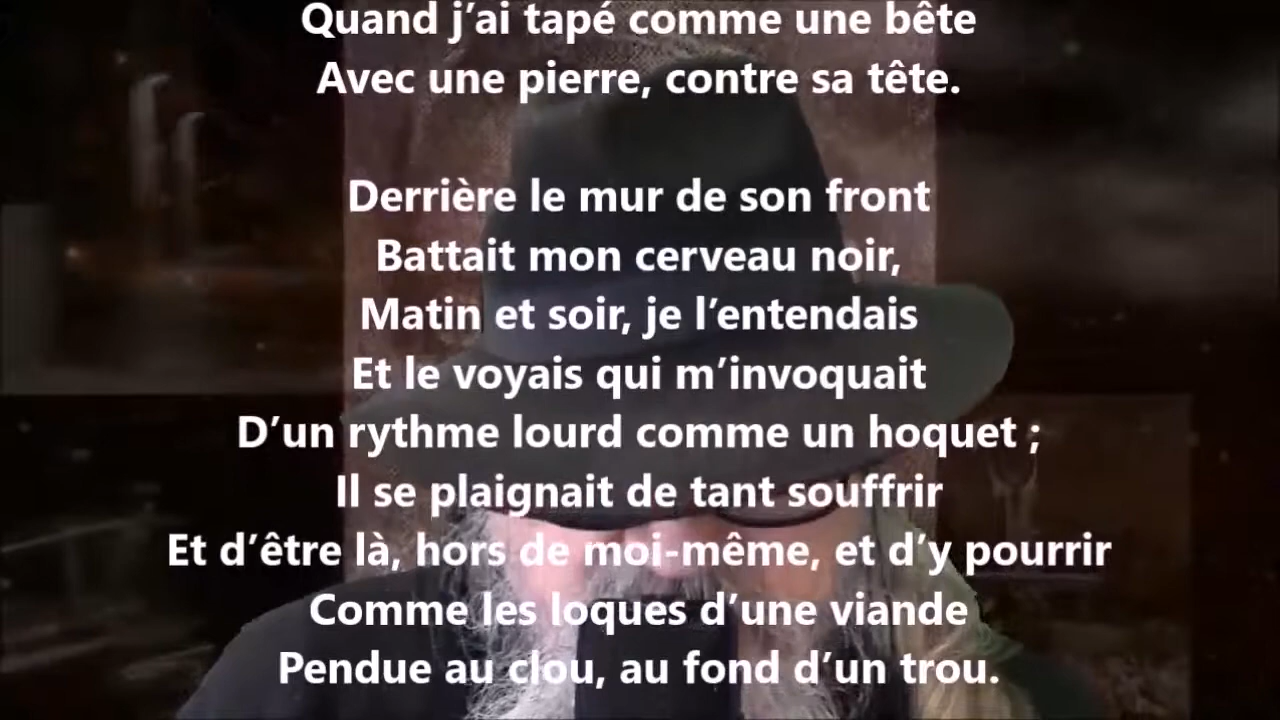 Quand j’ai tapé comme une bête
Avec une pierre, contre sa tête.
Derrière le mur de son front
Battait mon cerveau noir,
Matin et soir, je l’entendais
Et le voyais qui m’invoquait
D’un rythme lourd comme un hoquet ;
Il se plaignait de tant souffrir
Et d’être là, hors de moi-même, et d’y pourrir
Comme les loques d’une viande
Pendue au clou, au fond d’un trou.